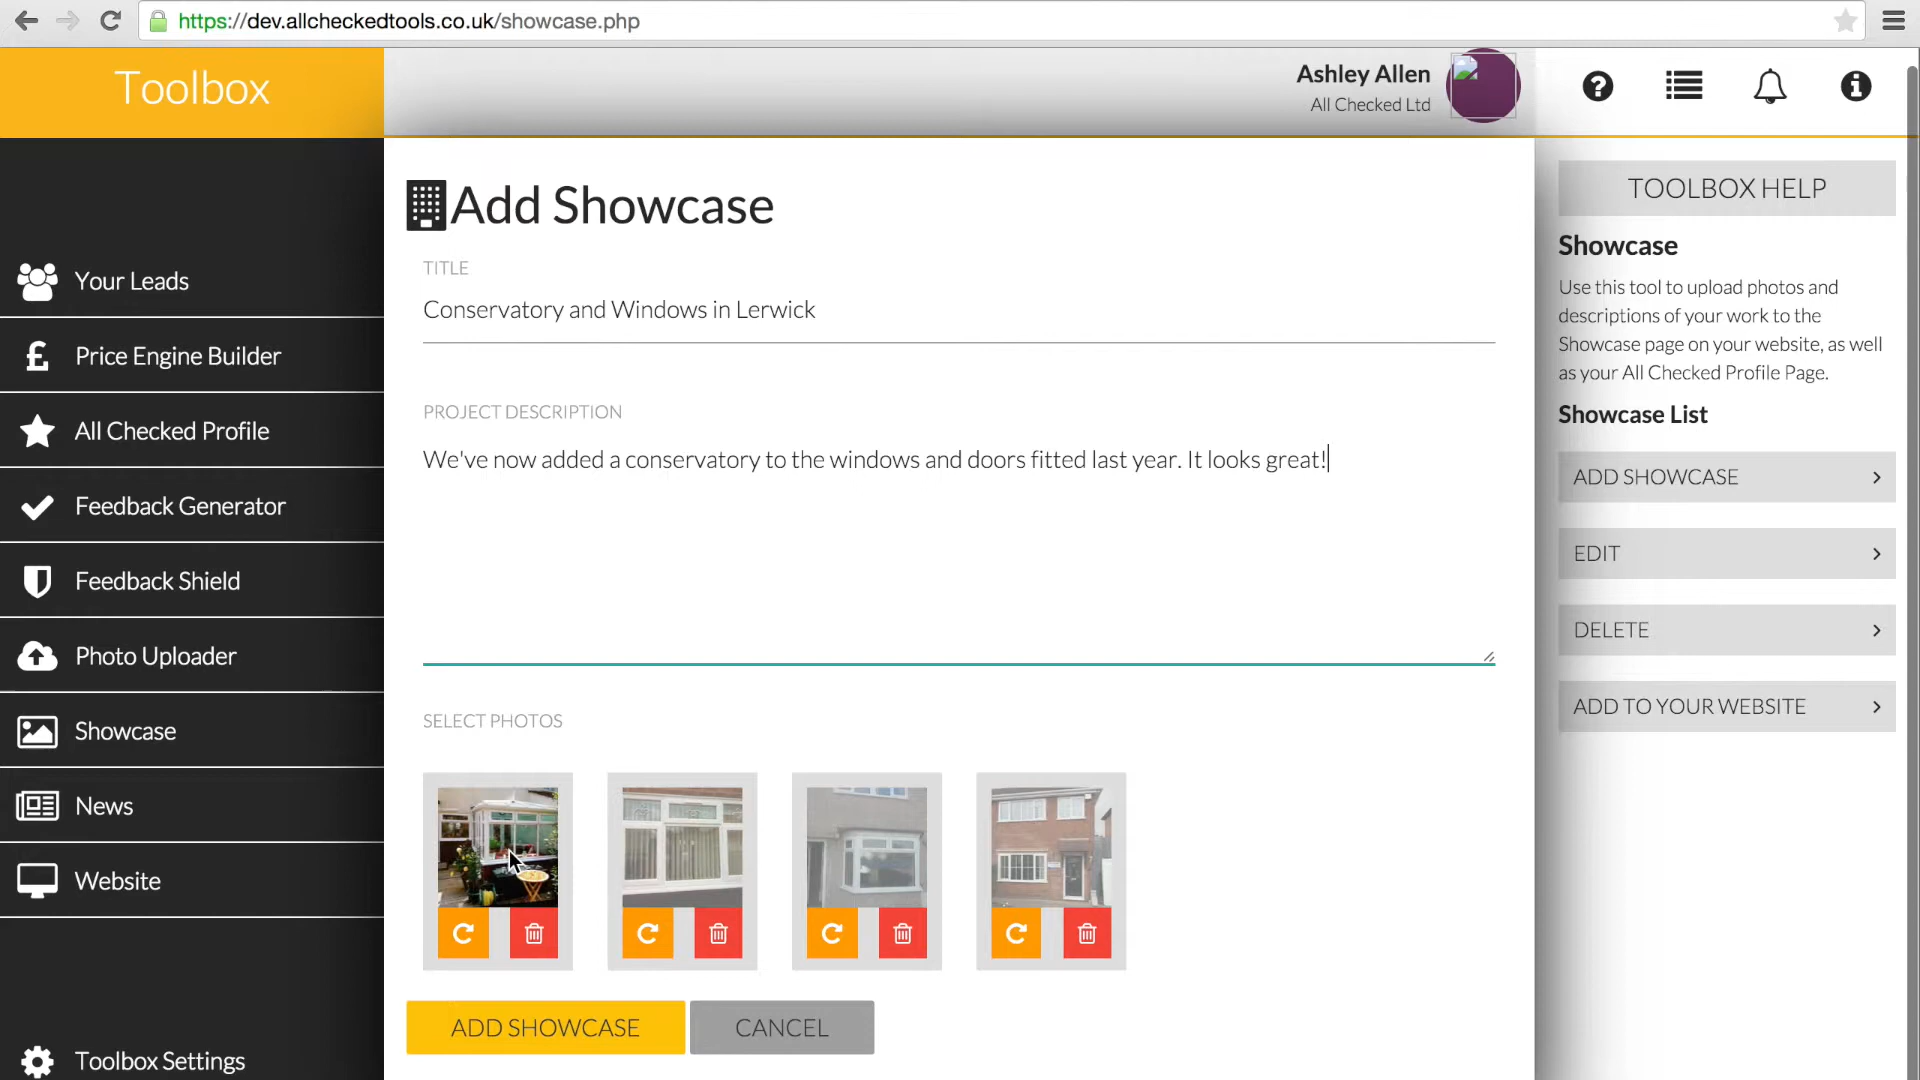 https://dev.allcheckedtools.co.uk/showcase.php
Toolbox
Ashley Allen
All Checked Ltd
Your Leads
Price Engine Builder
All Checked Profile
Feedback Generator
Feedback Shield
Photo Uploader
Showcase
News
Website
Toolbox Settings
Add Showcase
TITLE
Conservatory and Windows in Lerwick
PROJECT DESCRIPTION
We've now added a conservatory to the windows and doors fitted last year. It looks great!
SELECT PHOTOS
ADD SHOWCASE
CANCEL
TOOLBOX HELP
Showcase
Use this tool to upload photos and
descriptions of your work to the
Showcase page on your website, as well
as your All Checked Profile Page.
Showcase List
ADD SHOWCASE
EDIT
DELETE
ADD TO YOUR WEBSITE